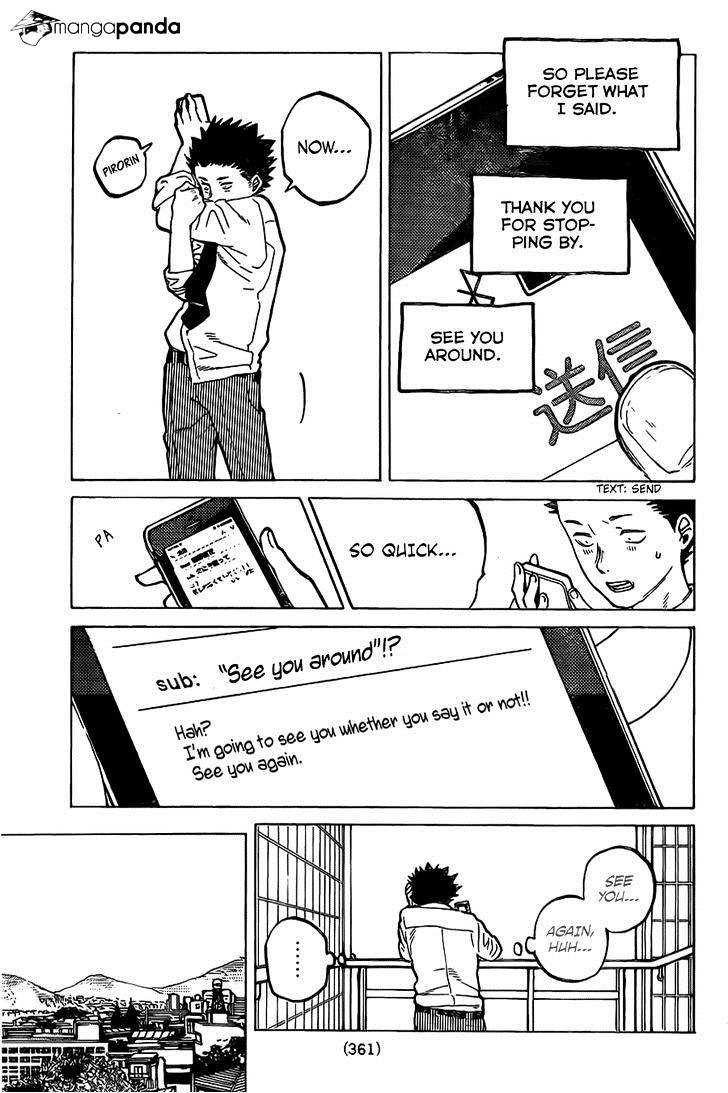 mangapanda
SO PLEASE
FORGET WHAT
I SAID.
THANK YOU
FOR STOP-
PING BY.
SEE YOU
AROUND.
送信
TEXT: SEND
NOW...
PIRORIN
SO QUICK...
PA
sub: "See you around"!?
Hah?
I'm going to see you whether you say it or not!!
See you again.
SEE
YOU...
AGAIN,
HUH...
......
(361)